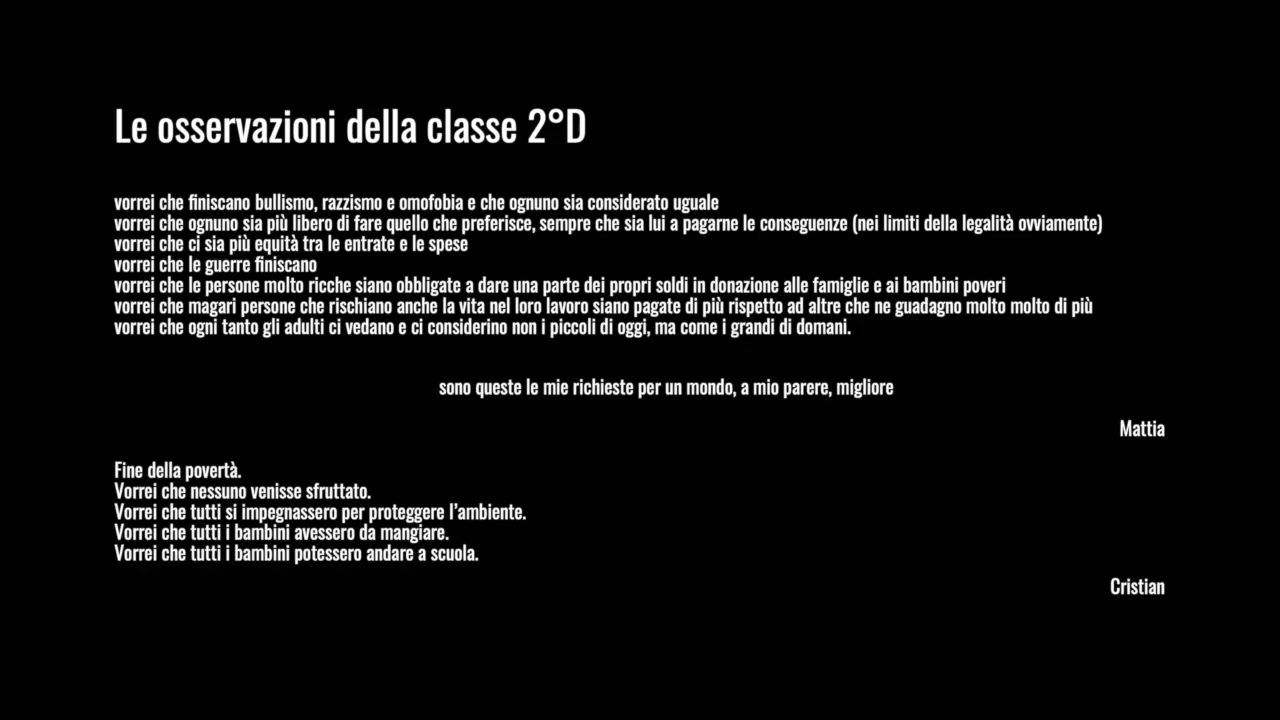 Le osservazioni della classe 2°D
vorrei che finiscano bullismo, razzismo e omofobia e che ognuno sia considerato uguale
vorrei che ognuno sia più libero di fare quello che preferisce, sempre che sia lui a pagarne le conseguenze (nei limiti della legalità ovviamente)
vorrei che ci sia più equità tra le entrate e le spese
vorrei che le guerre finiscano
vorrei che le persone molto ricche siano obbligate a dare una parte dei propri soldi in donazione alle famiglie e ai bambini poveri
vorrei che magari persone che rischiano anche la vita nel loro lavoro siano pagate di più rispetto ad altre che ne guadagno molto molto di più
vorrei che ogni tanto gli adulti ci vedano e ci considerino non i piccoli di oggi, ma come i grandi di domani.
sono queste le mie richieste per un mondo, a mio parere, migliore
Mattia
Fine della povertà.
Vorrei che nessuno venisse sfruttato.
Vorrei che tutti si impegnassero per proteggere l'ambiente.
Vorrei che tutti i bambini avessero da mangiare.
Vorrei che tutti i bambini potessero andare a scuola.
Cristian